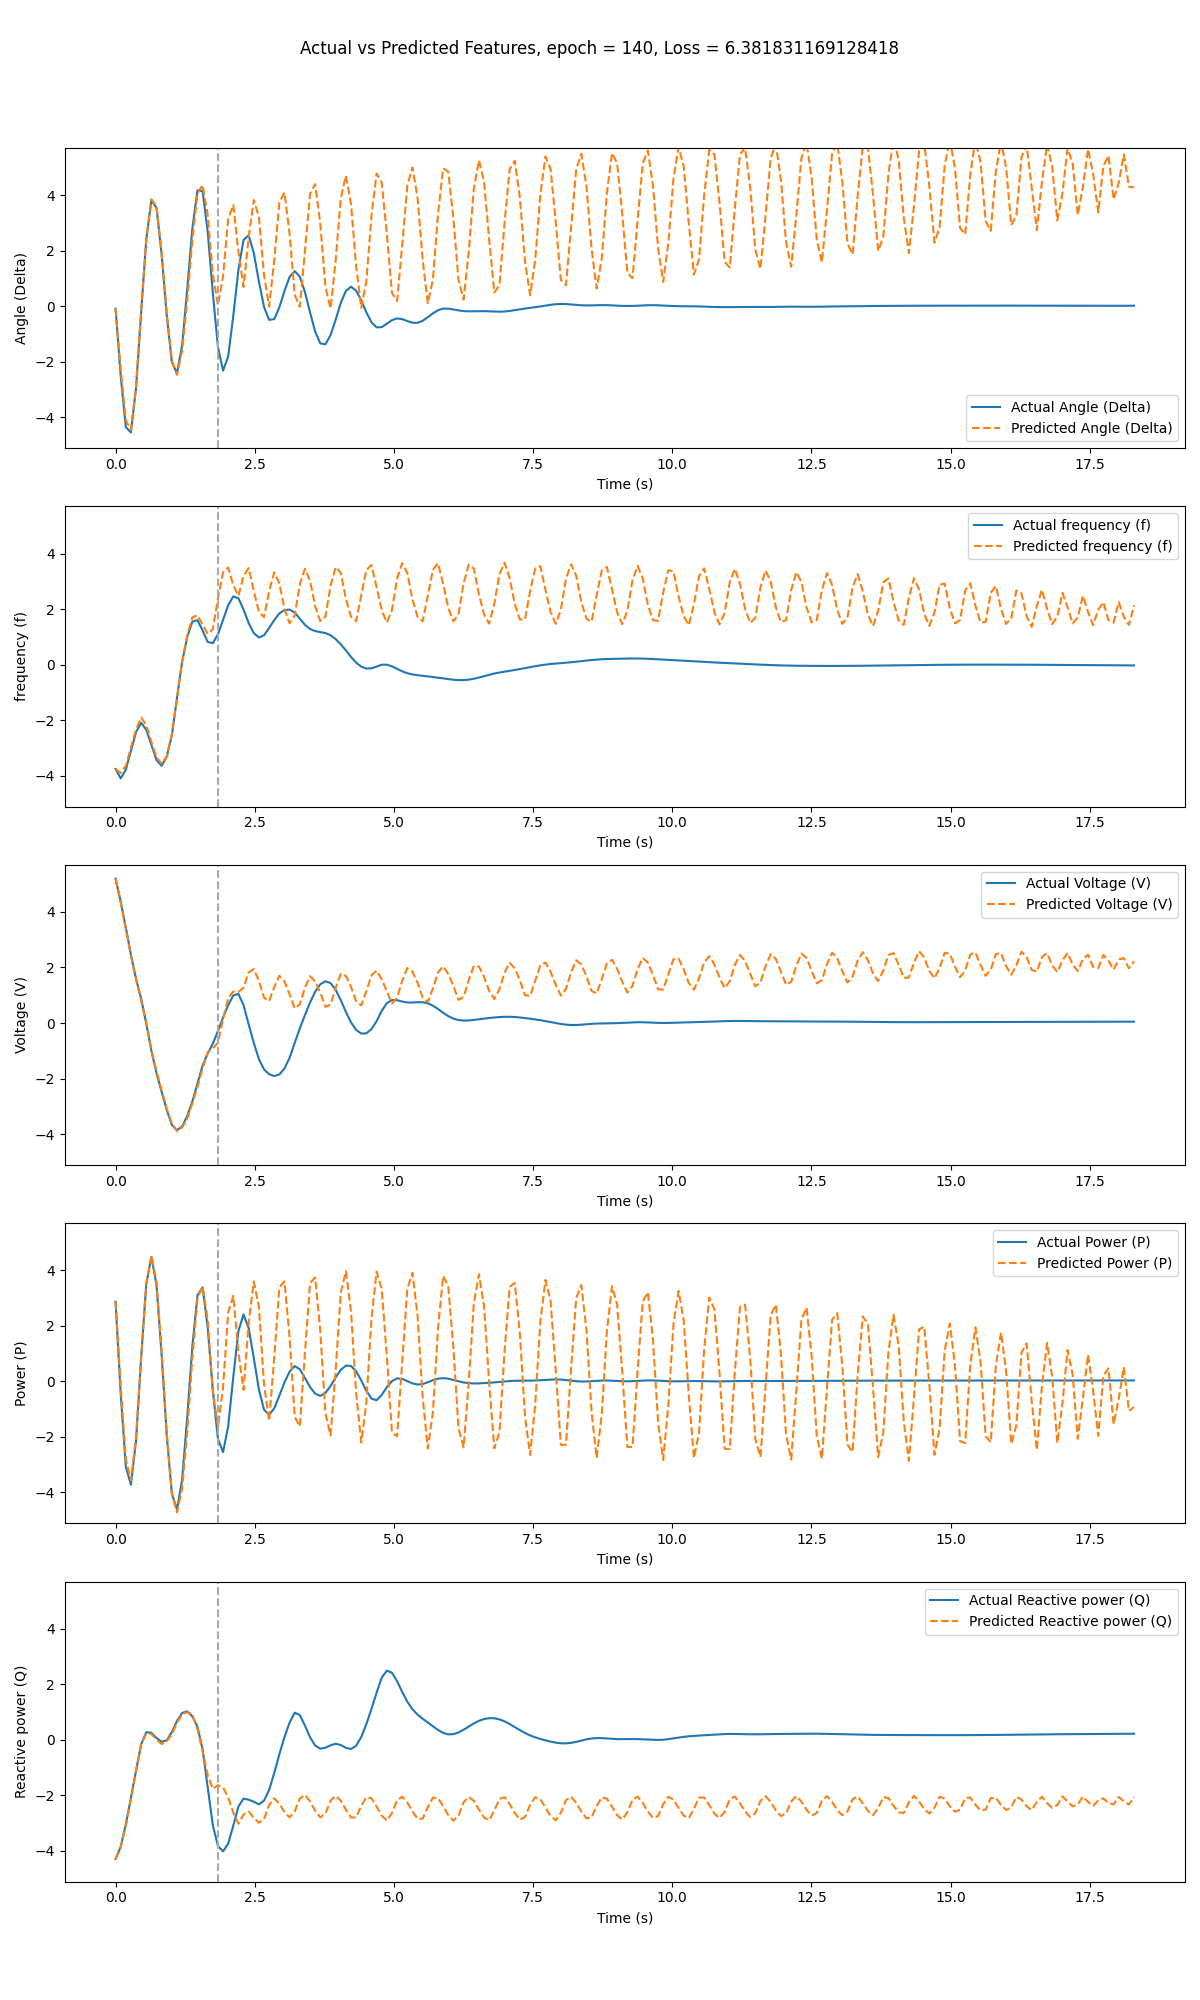 Actual vs Predicted Features, epoch = 140, Loss = 6.381831169128418
4
2
0
−2
−4
Angle (Delta)
Actual Angle (Delta)
Predicted Angle (Delta)
0.0 2.5 5.0 7.5 10.0 12.5 15.0 17.5
Time (s)
4
2
0
−2
−4
frequency (f)
Actual frequency (f)
Predicted frequency (f)
0.0 2.5 5.0 7.5 10.0 12.5 15.0 17.5
Time (s)
4
2
0
−2
−4
Voltage (V)
Actual Voltage (V)
Predicted Voltage (V)
0.0 2.5 5.0 7.5 10.0 12.5 15.0 17.5
Time (s)
4
2
0
−2
−4
Power (P)
Actual Power (P)
Predicted Power (P)
0.0 2.5 5.0 7.5 10.0 12.5 15.0 17.5
Time (s)
4
2
0
−2
−4
Reactive power (Q)
Actual Reactive power (Q)
Predicted Reactive power (Q)
0.0 2.5 5.0 7.5 10.0 12.5 15.0 17.5
Time (s)